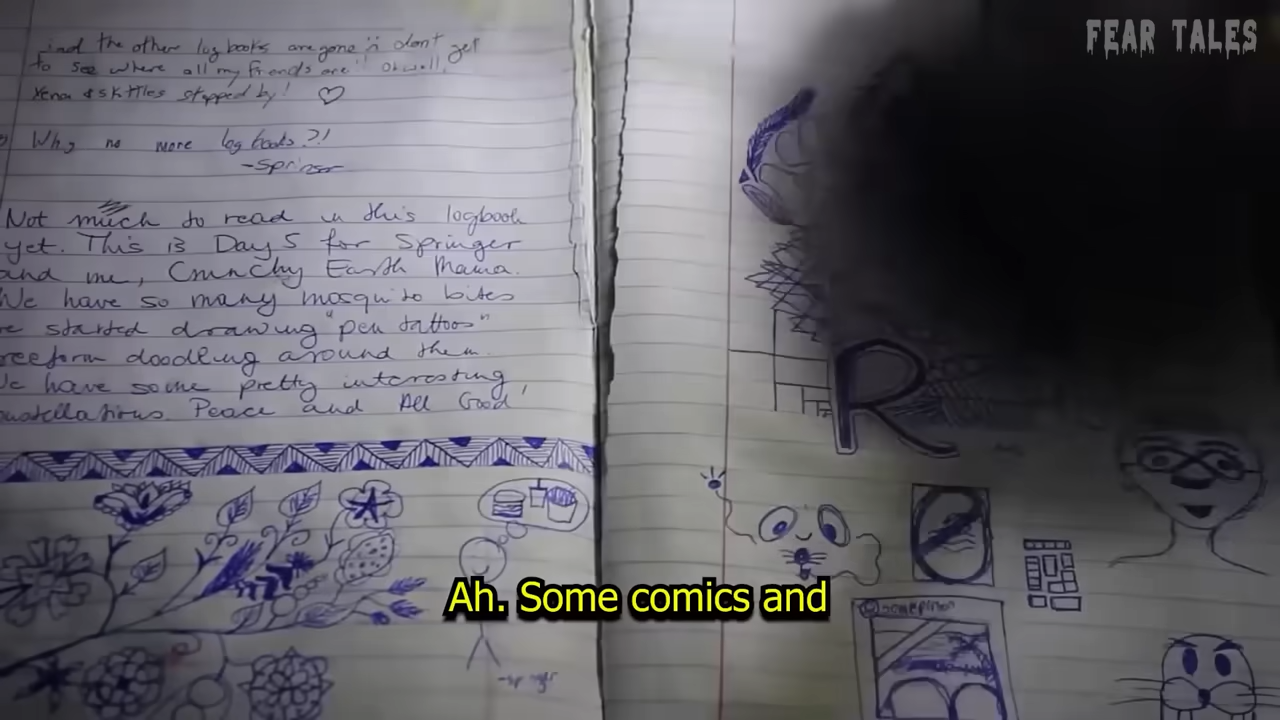 FEAR TALES
the other log books are gone :( don't get
to see where all my friends are!! Oh well.
Xena & Skittles stopped by! ♡
Why no more log books?!
-Springer
Not much to read in this logbook
yet. This is Day 5 for Springer
and me, Crunchy Earth Mama.
We have so many mosquito bites
we started drawing "pen tattoos"
freeform doodling around them.
We have some pretty interesting
constellations. Peace and All Good!
R
-springer
Ah. Some comics and